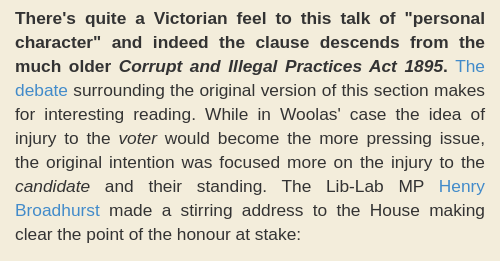 There's quite a Victorian feel to this talk of "personal
character" and indeed the clause descends from the
much older Corrupt and Illegal Practices Act 1895. The
debate surrounding the original version of this section makes
for interesting reading. While in Woolas' case the idea of
injury to the voter would become the more pressing issue,
the original intention was focused more on the injury to the
candidate and their standing. The Lib-Lab MP Henry
Broadhurst made a stirring address to the House making
clear the point of the honour at stake: